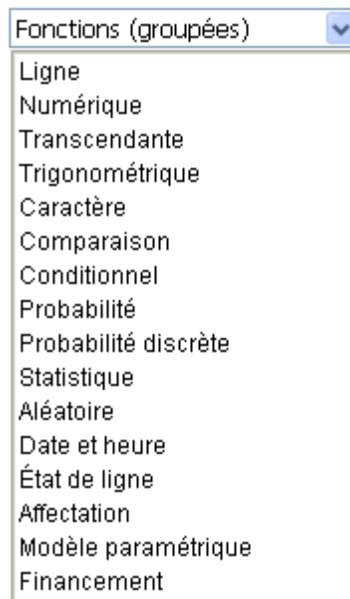 Fonctions (groupées)
Ligne
Numérique
Transcendante
Trigonométrique
Caractère
Comparaison
Conditionnel
Probabilité
Probabilité discrète
Statistique
Aléatoire
Date et heure
État de ligne
Affectation
Modèle paramétrique
Financement